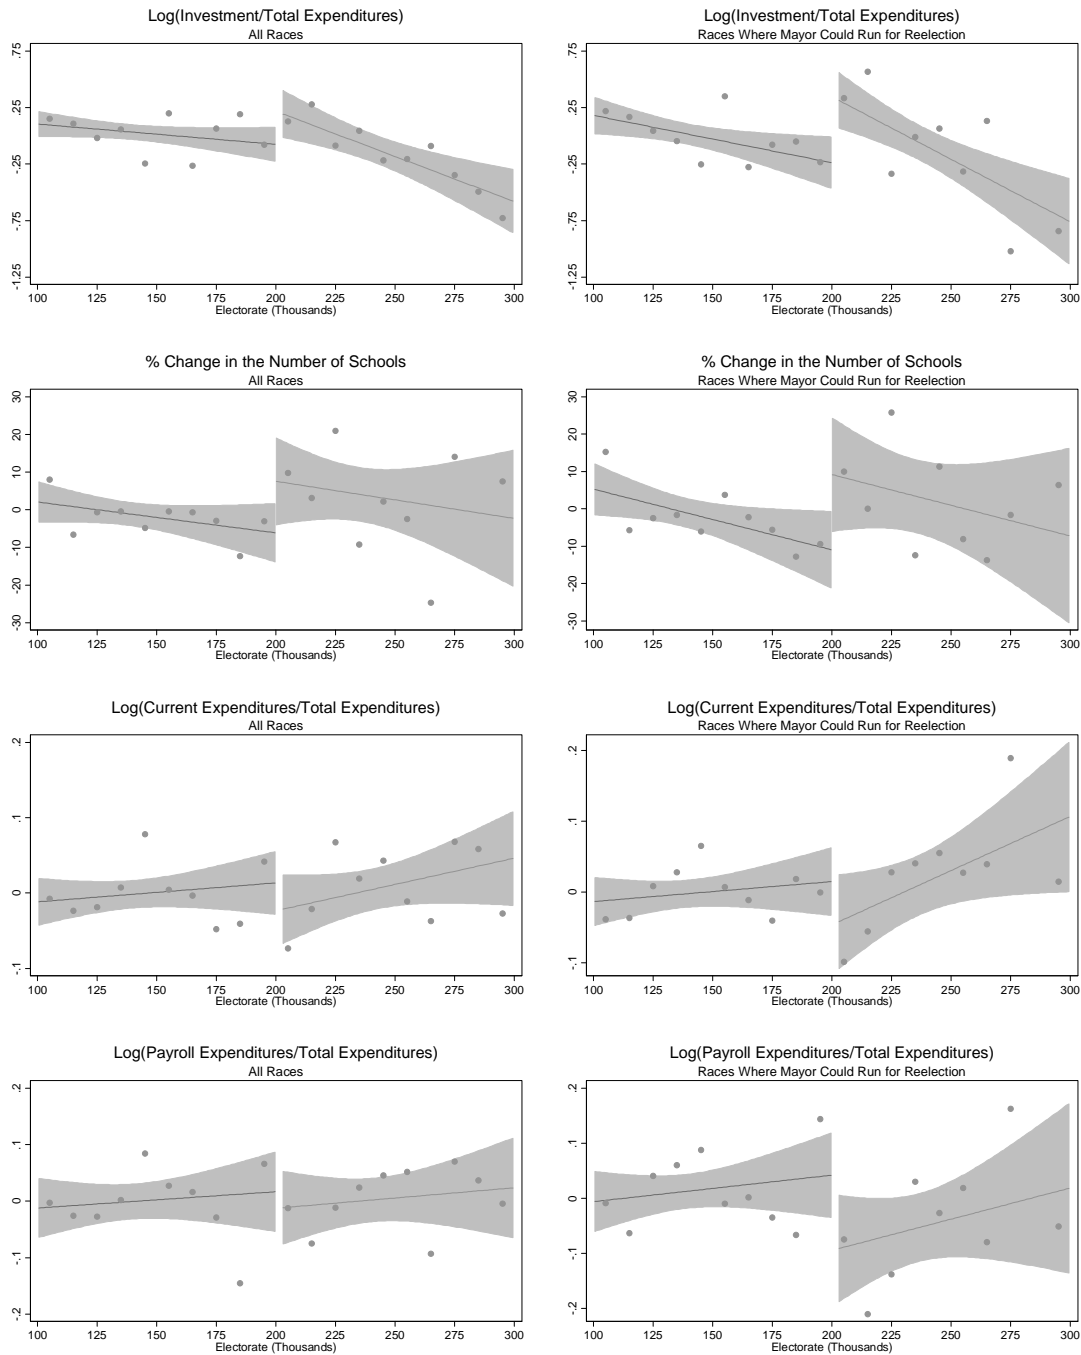 Log(Investment/Total Expenditures)
All Races
.75
.25
-.25
-.75
-1.25
100 125 150 175 200 225 250 275 300
Electorate (Thousands)
Log(Investment/Total Expenditures)
Races Where Mayor Could Run for Reelection
.75
.25
-.25
-.75
-1.25
100 125 150 175 200 225 250 275 300
Electorate (Thousands)
% Change in the Number of Schools
All Races
30
20
10
0
-10
-20
-30
100 125 150 175 200 225 250 275 300
Electorate (Thousands)
% Change in the Number of Schools
Races Where Mayor Could Run for Reelection
30
20
10
0
-10
-20
-30
100 125 150 175 200 225 250 275 300
Electorate (Thousands)
Log(Current Expenditures/Total Expenditures)
All Races
.2
.1
0
-.1
100 125 150 175 200 225 250 275 300
Electorate (Thousands)
Log(Current Expenditures/Total Expenditures)
Races Where Mayor Could Run for Reelection
.2
.1
0
-.1
100 125 150 175 200 225 250 275 300
Electorate (Thousands)
Log(Payroll Expenditures/Total Expenditures)
All Races
.2
.1
0
-.1
-.2
100 125 150 175 200 225 250 275 300
Electorate (Thousands)
Log(Payroll Expenditures/Total Expenditures)
Races Where Mayor Could Run for Reelection
.2
.1
0
-.1
-.2
100 125 150 175 200 225 250 275 300
Electorate (Thousands)